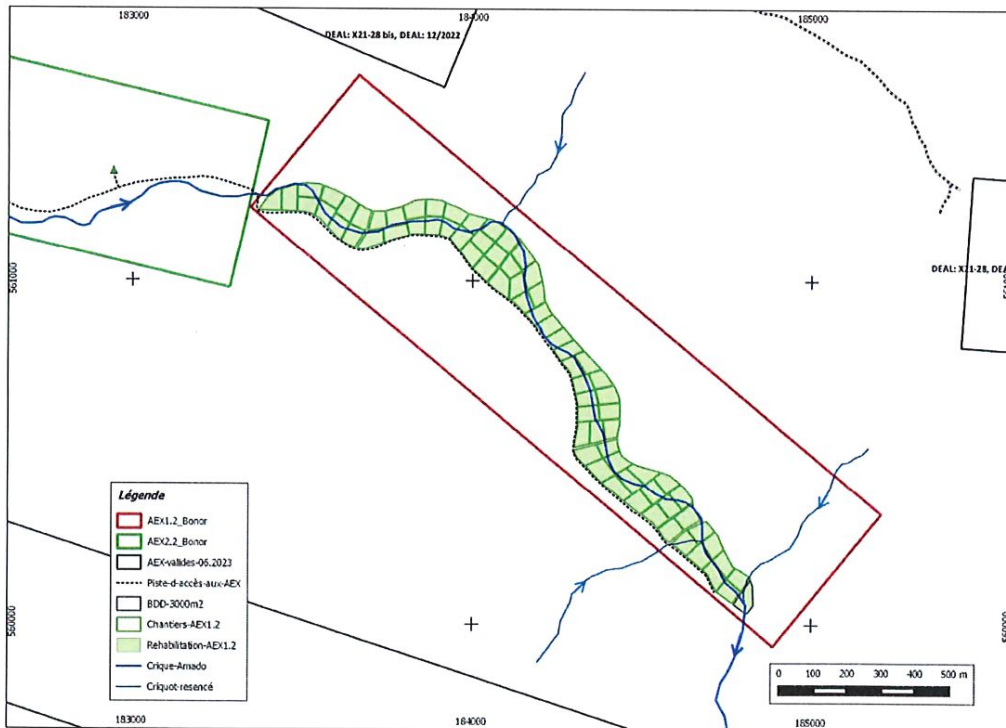 183000
184000
185000
DEAL: X21-28 bis, DEAL: 12/2022
561000
DEAL: X21-28, DEA
560000
Légende
AEX1.2_Bonor
AEX2.2_Bonor
AEX-valides-06.2023
Piste-d-accès-aux-AEX
BDD-3000m2
Chantiers-AEX1.2
Rehabilitation-AEX1.2
Crique-Amado
Criquot-resencé
0 100 200 300 400 500 m
560000
183000
184000
185000